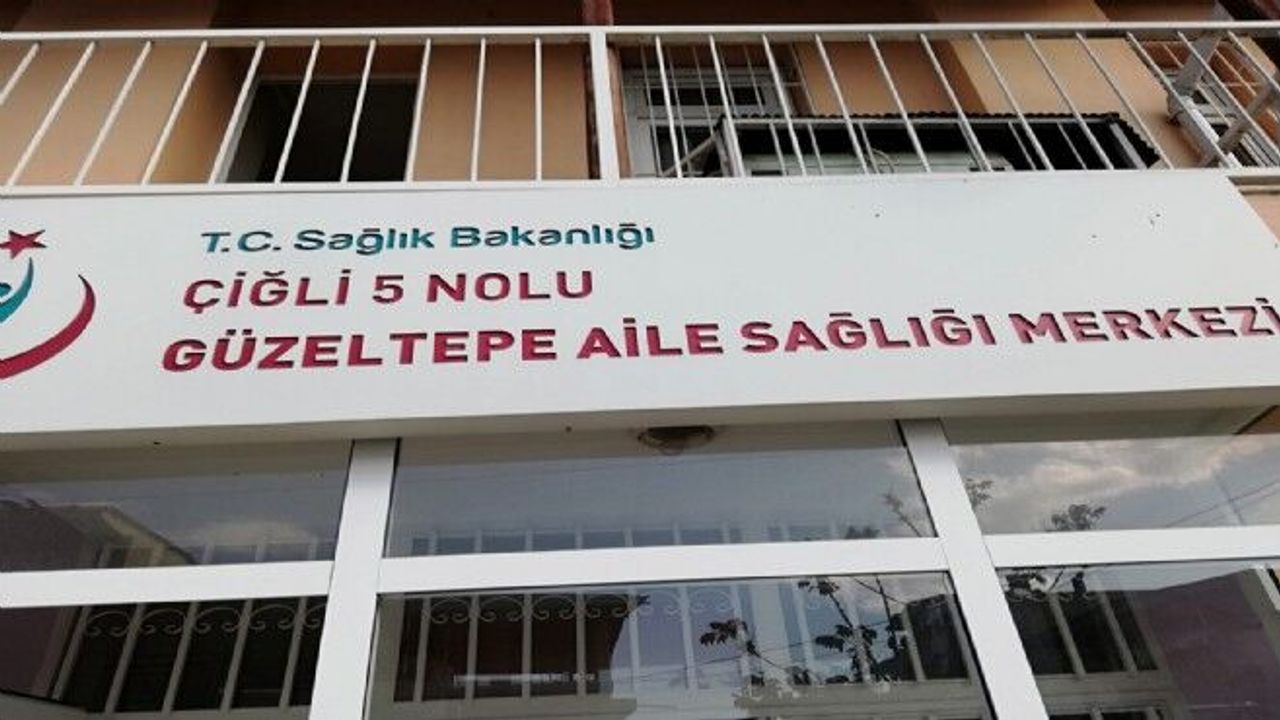 T.C. Sağlık Bakanlığı
ÇİĞLİ 5 NOLU
GÜZELTEPE AİLE SAĞLIĞI MERKEZİ